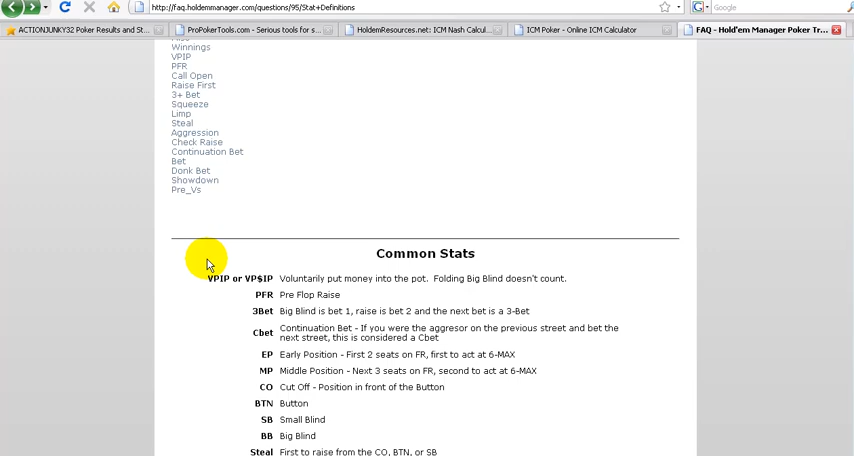 http://faq.holdemmanager.com/questions/95/Stat+Definitions
Google
ACTIONJUNKY32 Poker Results and St...
ProPokerTools.com - Serious tools for s...
HoldemResources.net: ICM Nash Calcul...
ICM Poker - Online ICM Calculator
FAQ - Hold'em Manager Poker Tr...
Winnings
VPIP
PFR
Call Open
Raise First
3+ Bet
Squeeze
Limp
Steal
Aggression
Check Raise
Continuation Bet
Bet
Donk Bet
Showdown
Pre_Vs
Common Stats
VPIP or VP$IP Voluntarily put money into the pot. Folding Big Blind doesn't count.
PFR Pre Flop Raise
3Bet Big Blind is bet 1, raise is bet 2 and the next bet is a 3-Bet
Cbet Continuation Bet - If you were the aggresor on the previous street and bet the
next street, this is considered a Cbet
EP Early Position - First 2 seats on FR, first to act at 6-MAX
MP Middle Position - Next 3 seats on FR, second to act at 6-MAX
CO Cut Off - Position in front of the Button
BTN Button
SB Small Blind
BB Big Blind
Steal First to raise from the CO, BTN, or SB